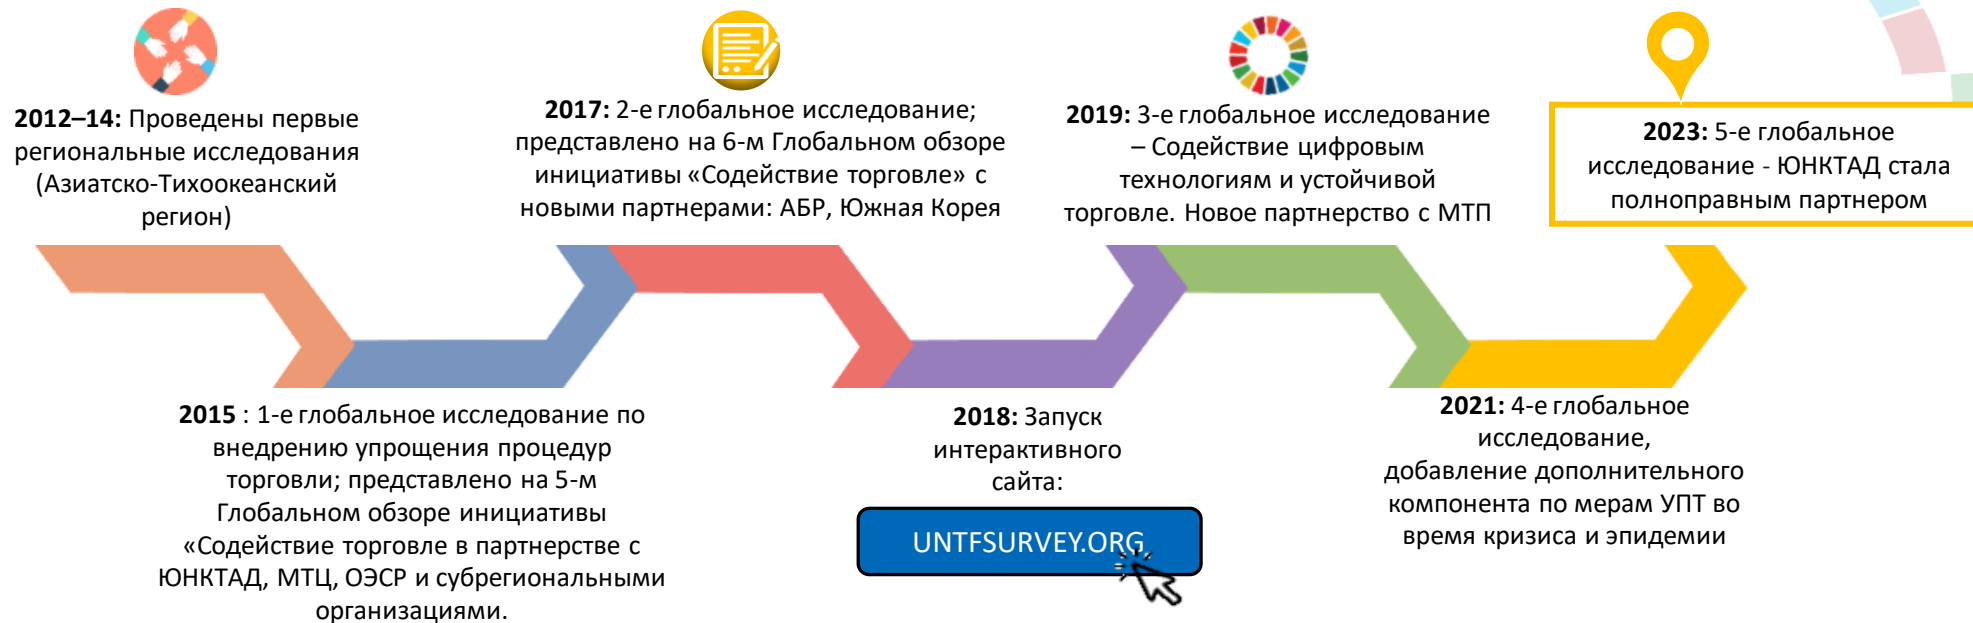 2012–14: Проведены первые
региональные исследования
(Азиатско-Тихоокеанский
регион)
2017: 2-е глобальное исследование;
представлено на 6-м Глобальном обзоре
инициативы «Содействие торговле» с
новыми партнерами: АБР, Южная Корея
2019: 3-е глобальное исследование
– Содействие цифровым
технологиям и устойчивой
торговле. Новое партнерство с МТП
2023: 5-е глобальное
исследование - ЮНКТАД стала
полноправным партнером
2015 : 1-е глобальное исследование по
внедрению упрощения процедур
торговли; представлено на 5-м
Глобальном обзоре инициативы
«Содействие торговле в партнерстве с
ЮНКТАД, МТЦ, ОЭСР и субрегиональными
организациями.
2018: Запуск
интерактивного
сайта:
UNTFSURVEY.ORG
2021: 4-е глобальное
исследование,
добавление дополнительного
компонента по мерам УПТ во
время кризиса и эпидемии